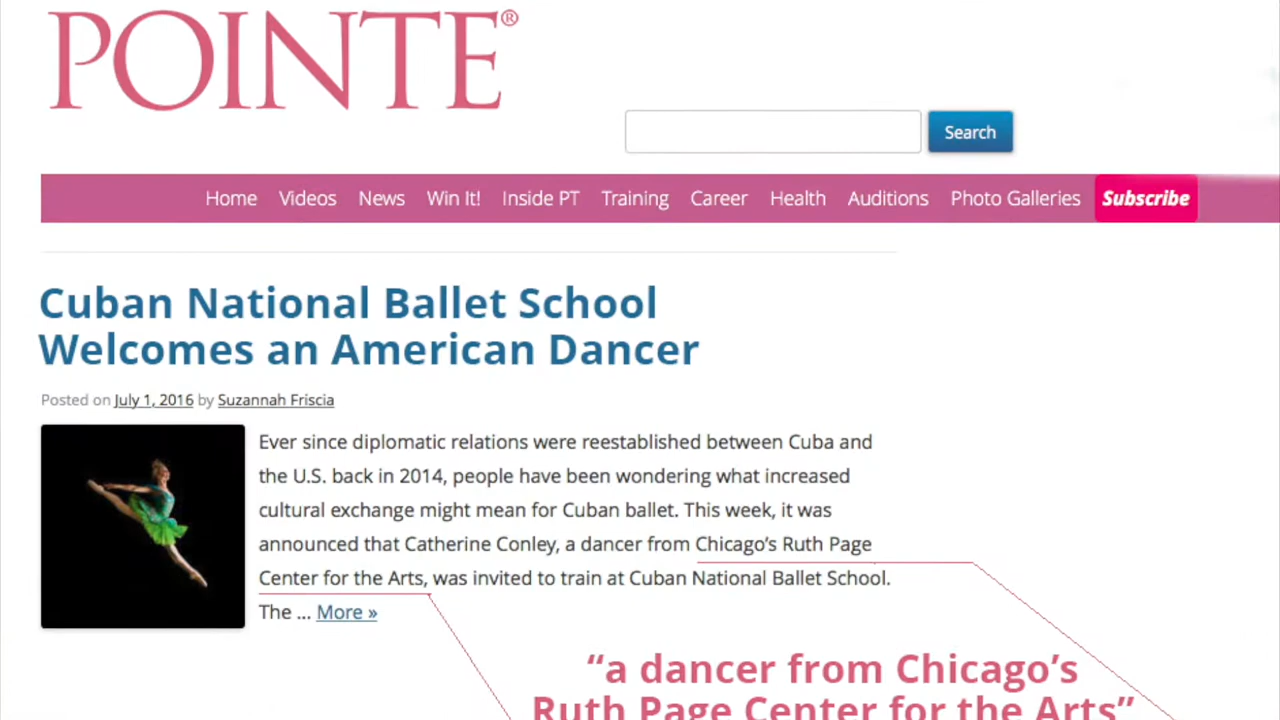 POINTE®
Search
Home Videos News Win It! Inside PT Training Career Health Auditions Photo Galleries Subscribe
Cuban National Ballet School
Welcomes an American Dancer
Posted on July 1, 2016 by Suzannah Friscia
Ever since diplomatic relations were reestablished between Cuba and
the U.S. back in 2014, people have been wondering what increased
cultural exchange might mean for Cuban ballet. This week, it was
announced that Catherine Conley, a dancer from Chicago’s Ruth Page
Center for the Arts, was invited to train at Cuban National Ballet School.
The ... More »
“a dancer from Chicago’s
Ruth Page Center for the Arts”